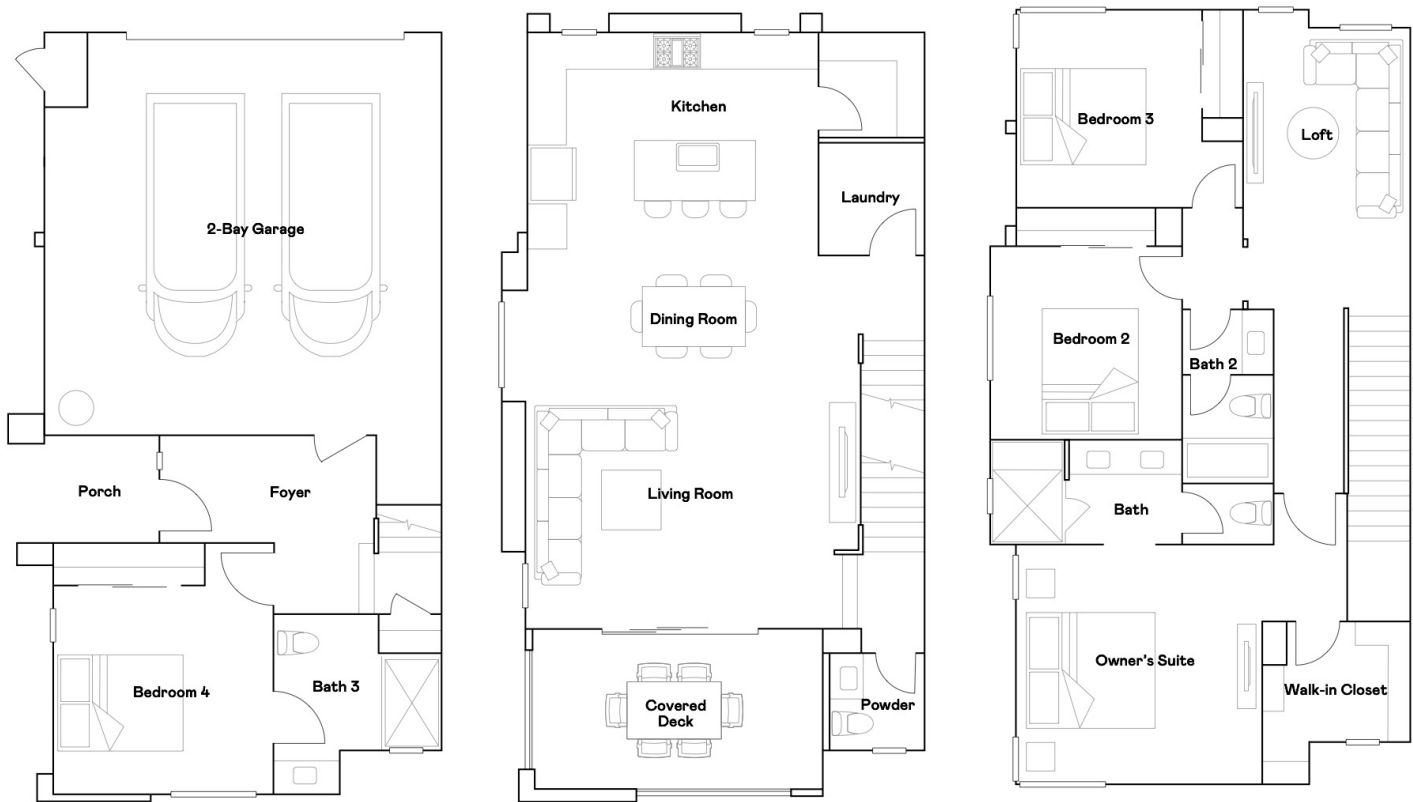 2-Bay Garage
Porch
Foyer
Bedroom 4
Bath 3
Kitchen
Laundry
Dining Room
Living Room
Covered
Deck
Powder
Bedroom 3
Loft
Bedroom 2
Bath 2
Bath
Owner's Suite
Walk-in Closet